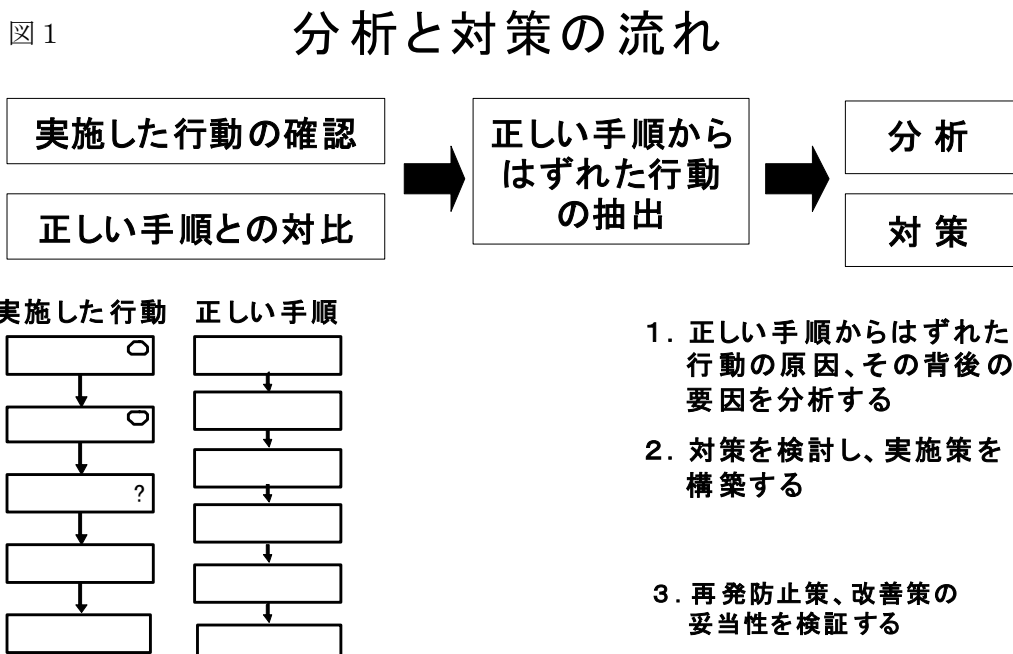 図1
分析と対策の流れ
実施した行動の確認
正しい手順との対比
正しい手順から
はずれた行動
の抽出
分析
対策
実施した行動
正しい手順
?
1. 正しい手順からはずれた
行動の原因、その背後の
要因を分析する
2. 対策を検討し、実施策を
構築する
3. 再発防止策、改善策の
妥当性を検証する